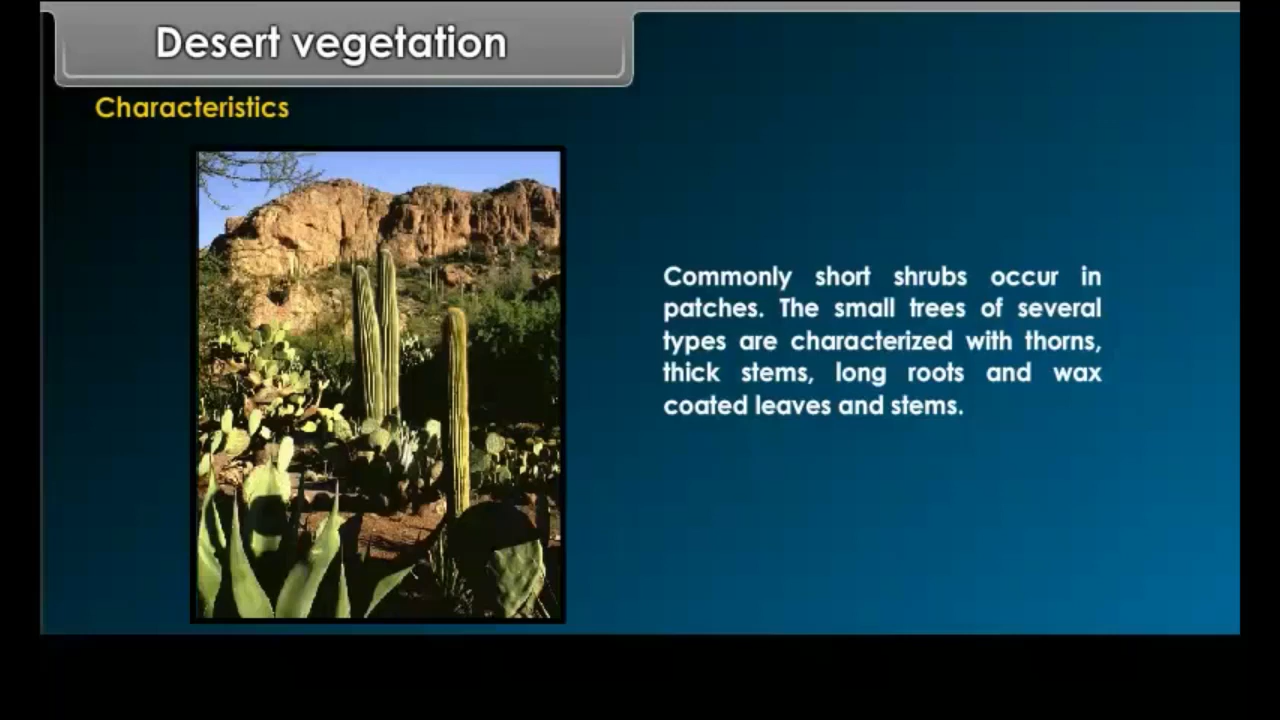 Desert vegetation
Characteristics
Commonly short shrubs occur in
patches. The small trees of several
types are characterized with thorns,
thick stems, long roots and wax
coated leaves and stems.